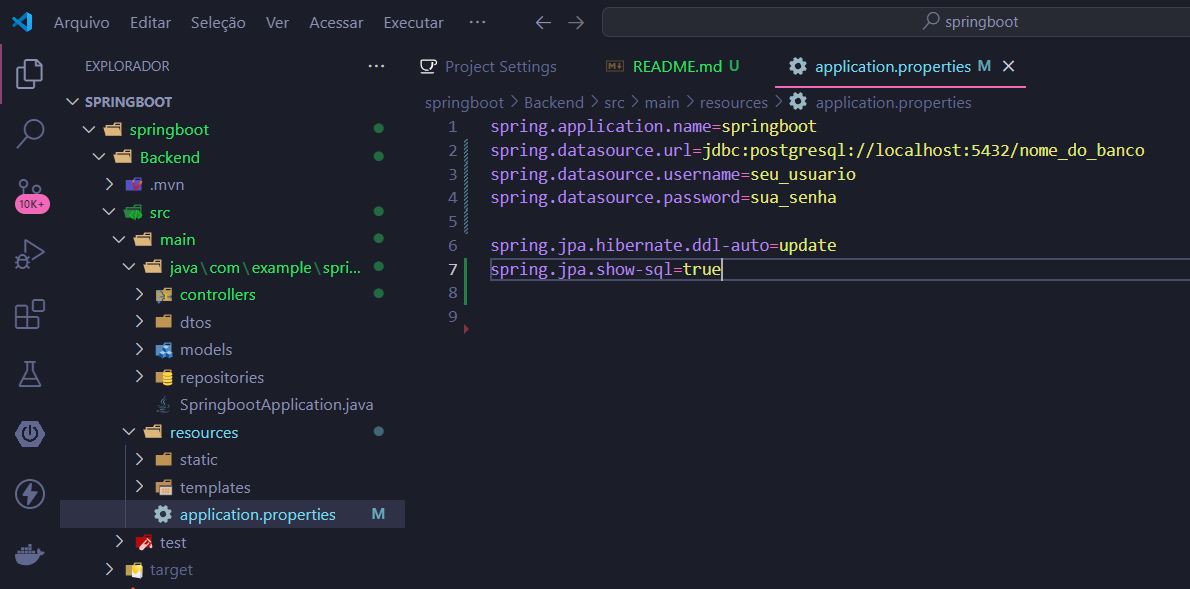 Arquivo Editar Seleção Ver Acessar Executar ··· springboot
EXPLORADOR ···
SPRINGBOOT
springboot
Backend
.mvn
src
main
java\com\example\spri...
controllers
dtos
models
repositories
SpringbootApplication.java
resources
static
templates
application.properties M
test
target
10K+
Project Settings README.md U application.properties M
springboot > Backend > src > main > resources > application.properties
1 spring.application.name=springboot
2 spring.datasource.url=jdbc:postgresql://localhost:5432/nome_do_banco
3 spring.datasource.username=seu_usuario
4 spring.datasource.password=sua_senha
5
6 spring.jpa.hibernate.ddl-auto=update
7 spring.jpa.show-sql=true
8
9